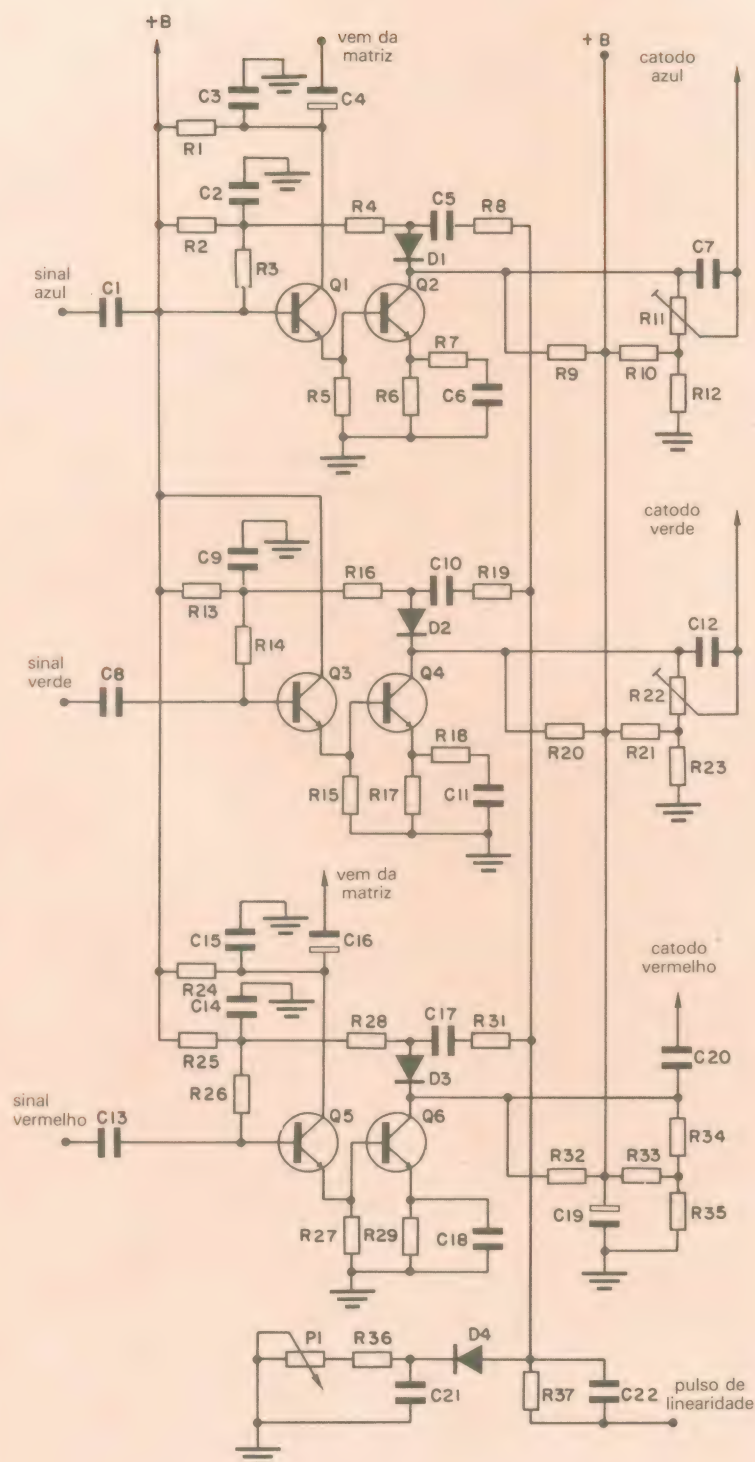 +B
vem da
matriz
+B
catodo
azul
C3
C4
R1
C2
R2
R4
C5
R8
D1
R3
sinal
azul
C1
Q1
Q2
C7
R11
R7
R9
R10
R5
R6
C6
R12
catodo
verde
C9
R16
C10
R19
R13
D2
C12
R14
sinal
verde
C8
Q3
Q4
R22
R18
R20
R21
R15
R17
C11
R23
vem da
matriz
C15
C16
catodo
vermelho
R24
C14
R28
C17
R31
R25
C20
D3
R26
sinal
vermelho
C13
Q5
Q6
R34
R32
R33
R27
R29
C18
C19
R35
P1
R36
D4
C21
R37
C22
pulso de
linearidade